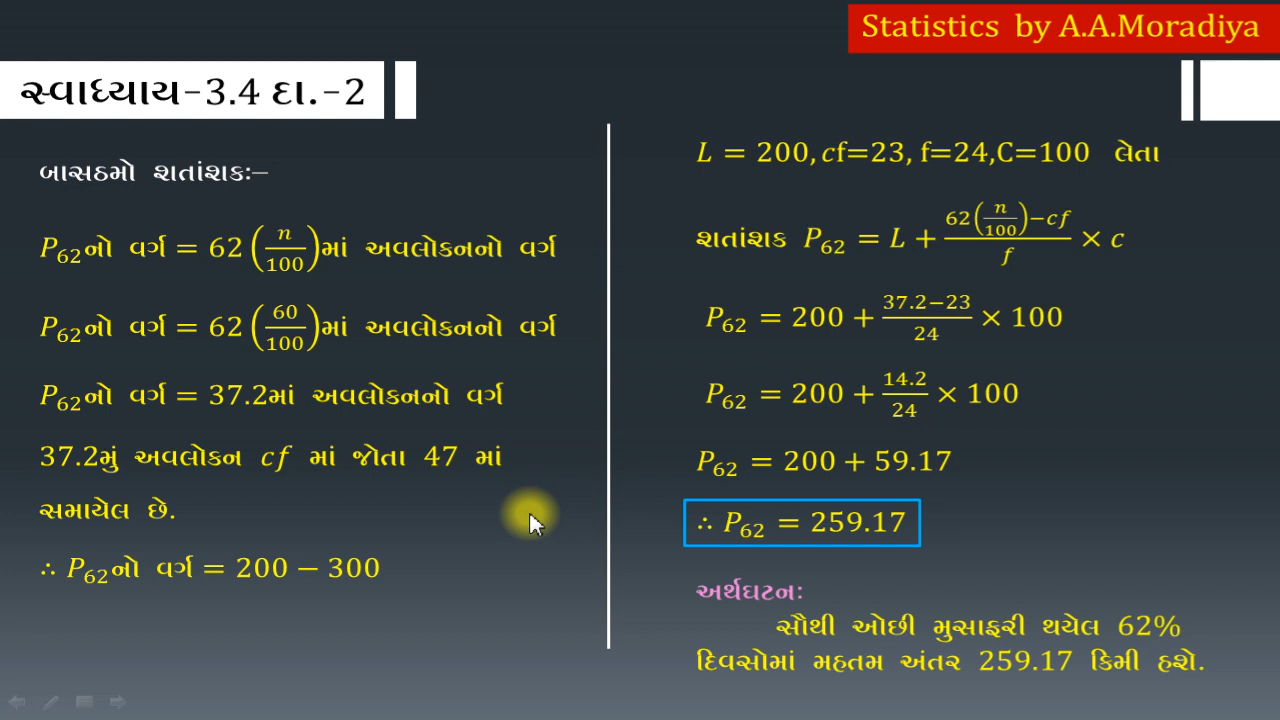 Statistics by A.A.Moradiya
સ્વાધ્યાય-3.4 દા.-2
બાસઠમો શતાંશક:–
P₆₂નો વર્ગ = 62 (n/100)માં અવલોકનનો વર્ગ
P₆₂નો વર્ગ = 62 (60/100)માં અવલોકનનો વર્ગ
P₆₂નો વર્ગ = 37.2માં અવલોકનનો વર્ગ
37.2મું અવલોકન cf માં જોતા 47 માં
સમાયેલ છે.
∴ P₆₂નો વર્ગ = 200 − 300
L = 200, cf=23, f=24,C=100 લેતા
શતાંશક P₆₂ = L + (62(n/100)−cf)/f × c
P₆₂ = 200 + (37.2−23)/24 × 100
P₆₂ = 200 + 14.2/24 × 100
P₆₂ = 200 + 59.17
∴ P₆₂ = 259.17
અર્થઘટન:
સૌથી ઓછી મુસાફરી થયેલ 62%
દિવસોમાં મહતમ અંતર 259.17 કિમી હશે.